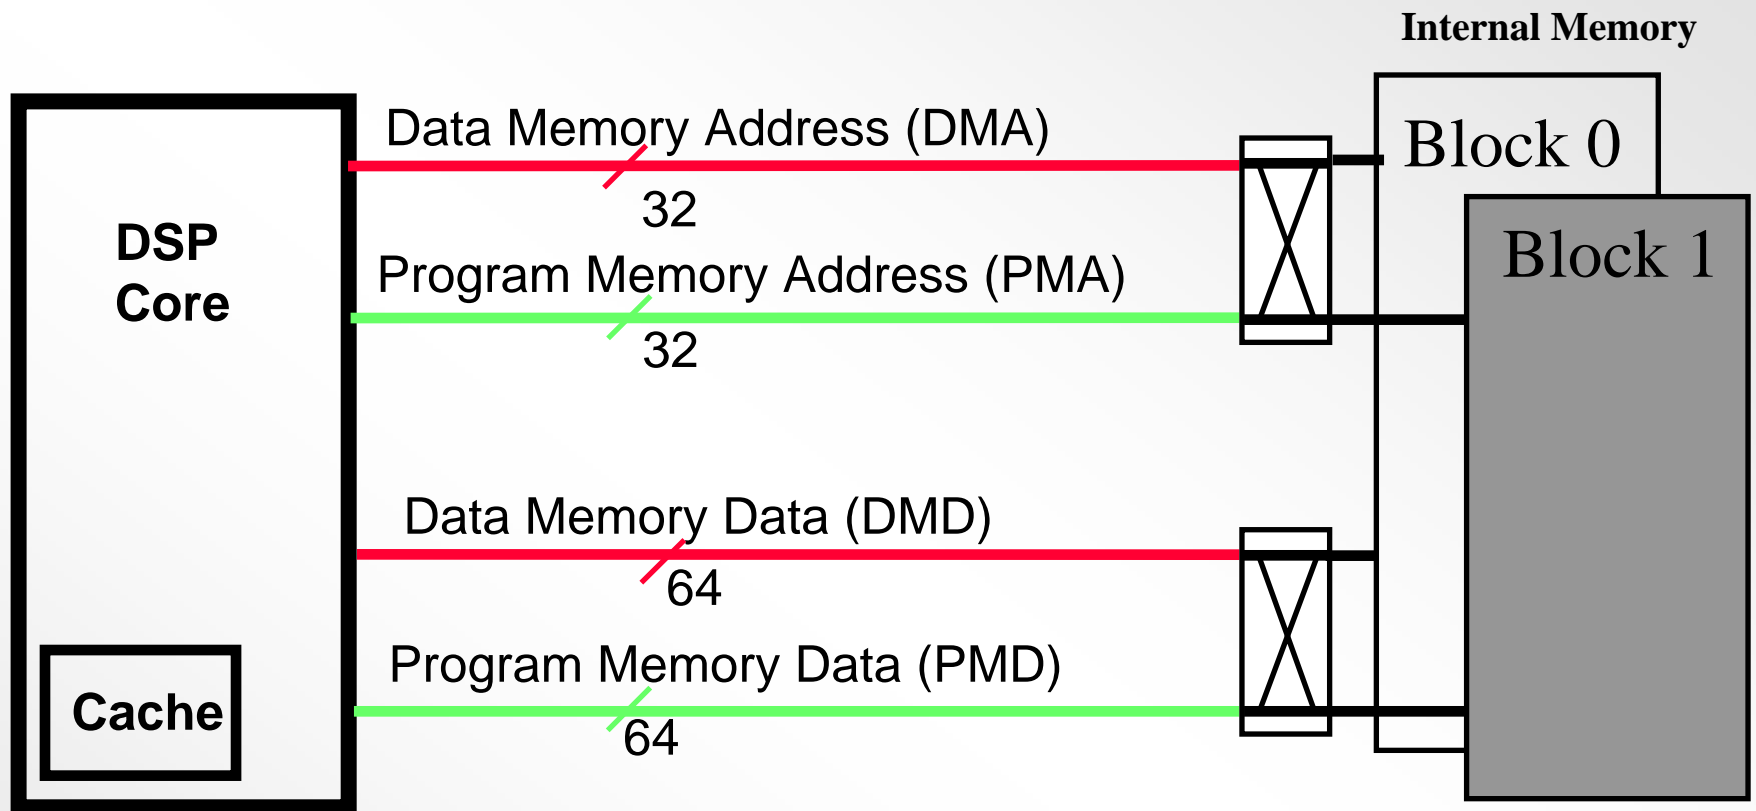 Internal Memory
Data Memory Address (DMA)
32
Block 0
DSP
Core
Program Memory Address (PMA)
32
Block 1
Data Memory Data (DMD)
64
Program Memory Data (PMD)
64
Cache